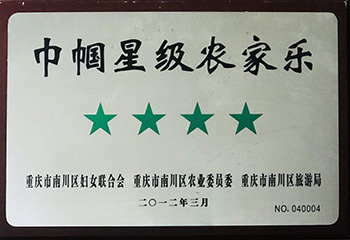 巾帼星级农家乐
★ ★ ★ ★
重庆市南川区妇女联合会 重庆市南川区农业委员委 重庆市南川区旅游局
二○一二年三月
NO. 040004